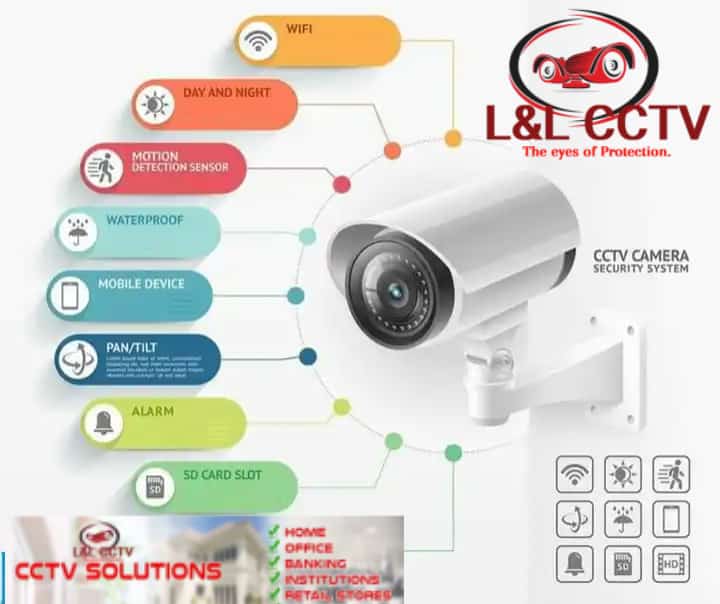 WIFI
DAY AND NIGHT
MOTION
DETECTION SENSOR
WATERPROOF
MOBILE DEVICE
PAN/TILT
ALARM
SD CARD SLOT
L&L CCTV
The eyes of Protection.
CCTV CAMERA
SECURITY SYSTEM
SD
SD
HD
L&L CCTV
CCTV SOLUTIONS
HOME
OFFICE
BANKING
INSTITUTIONS
RETAIL STORES